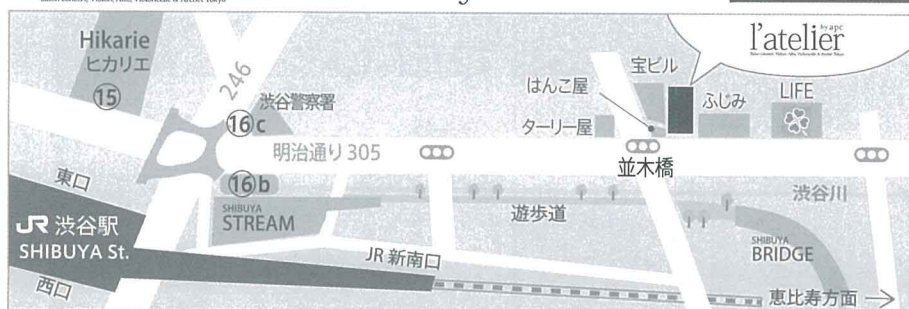 Hikarie
ヒカリエ
⑮
246
渋谷警察署
⑯c
明治通り 305
⑯b
東口
JR 渋谷駅
SHIBUYA St.
西口
SHIBUYA
STREAM
JR 新南口
遊歩道
はんこ屋
ターリー屋
宝ビル
並木橋
l'atelier
by apc
ふじみ
LIFE
渋谷川
SHIBUYA
BRIDGE
恵比寿方面 →